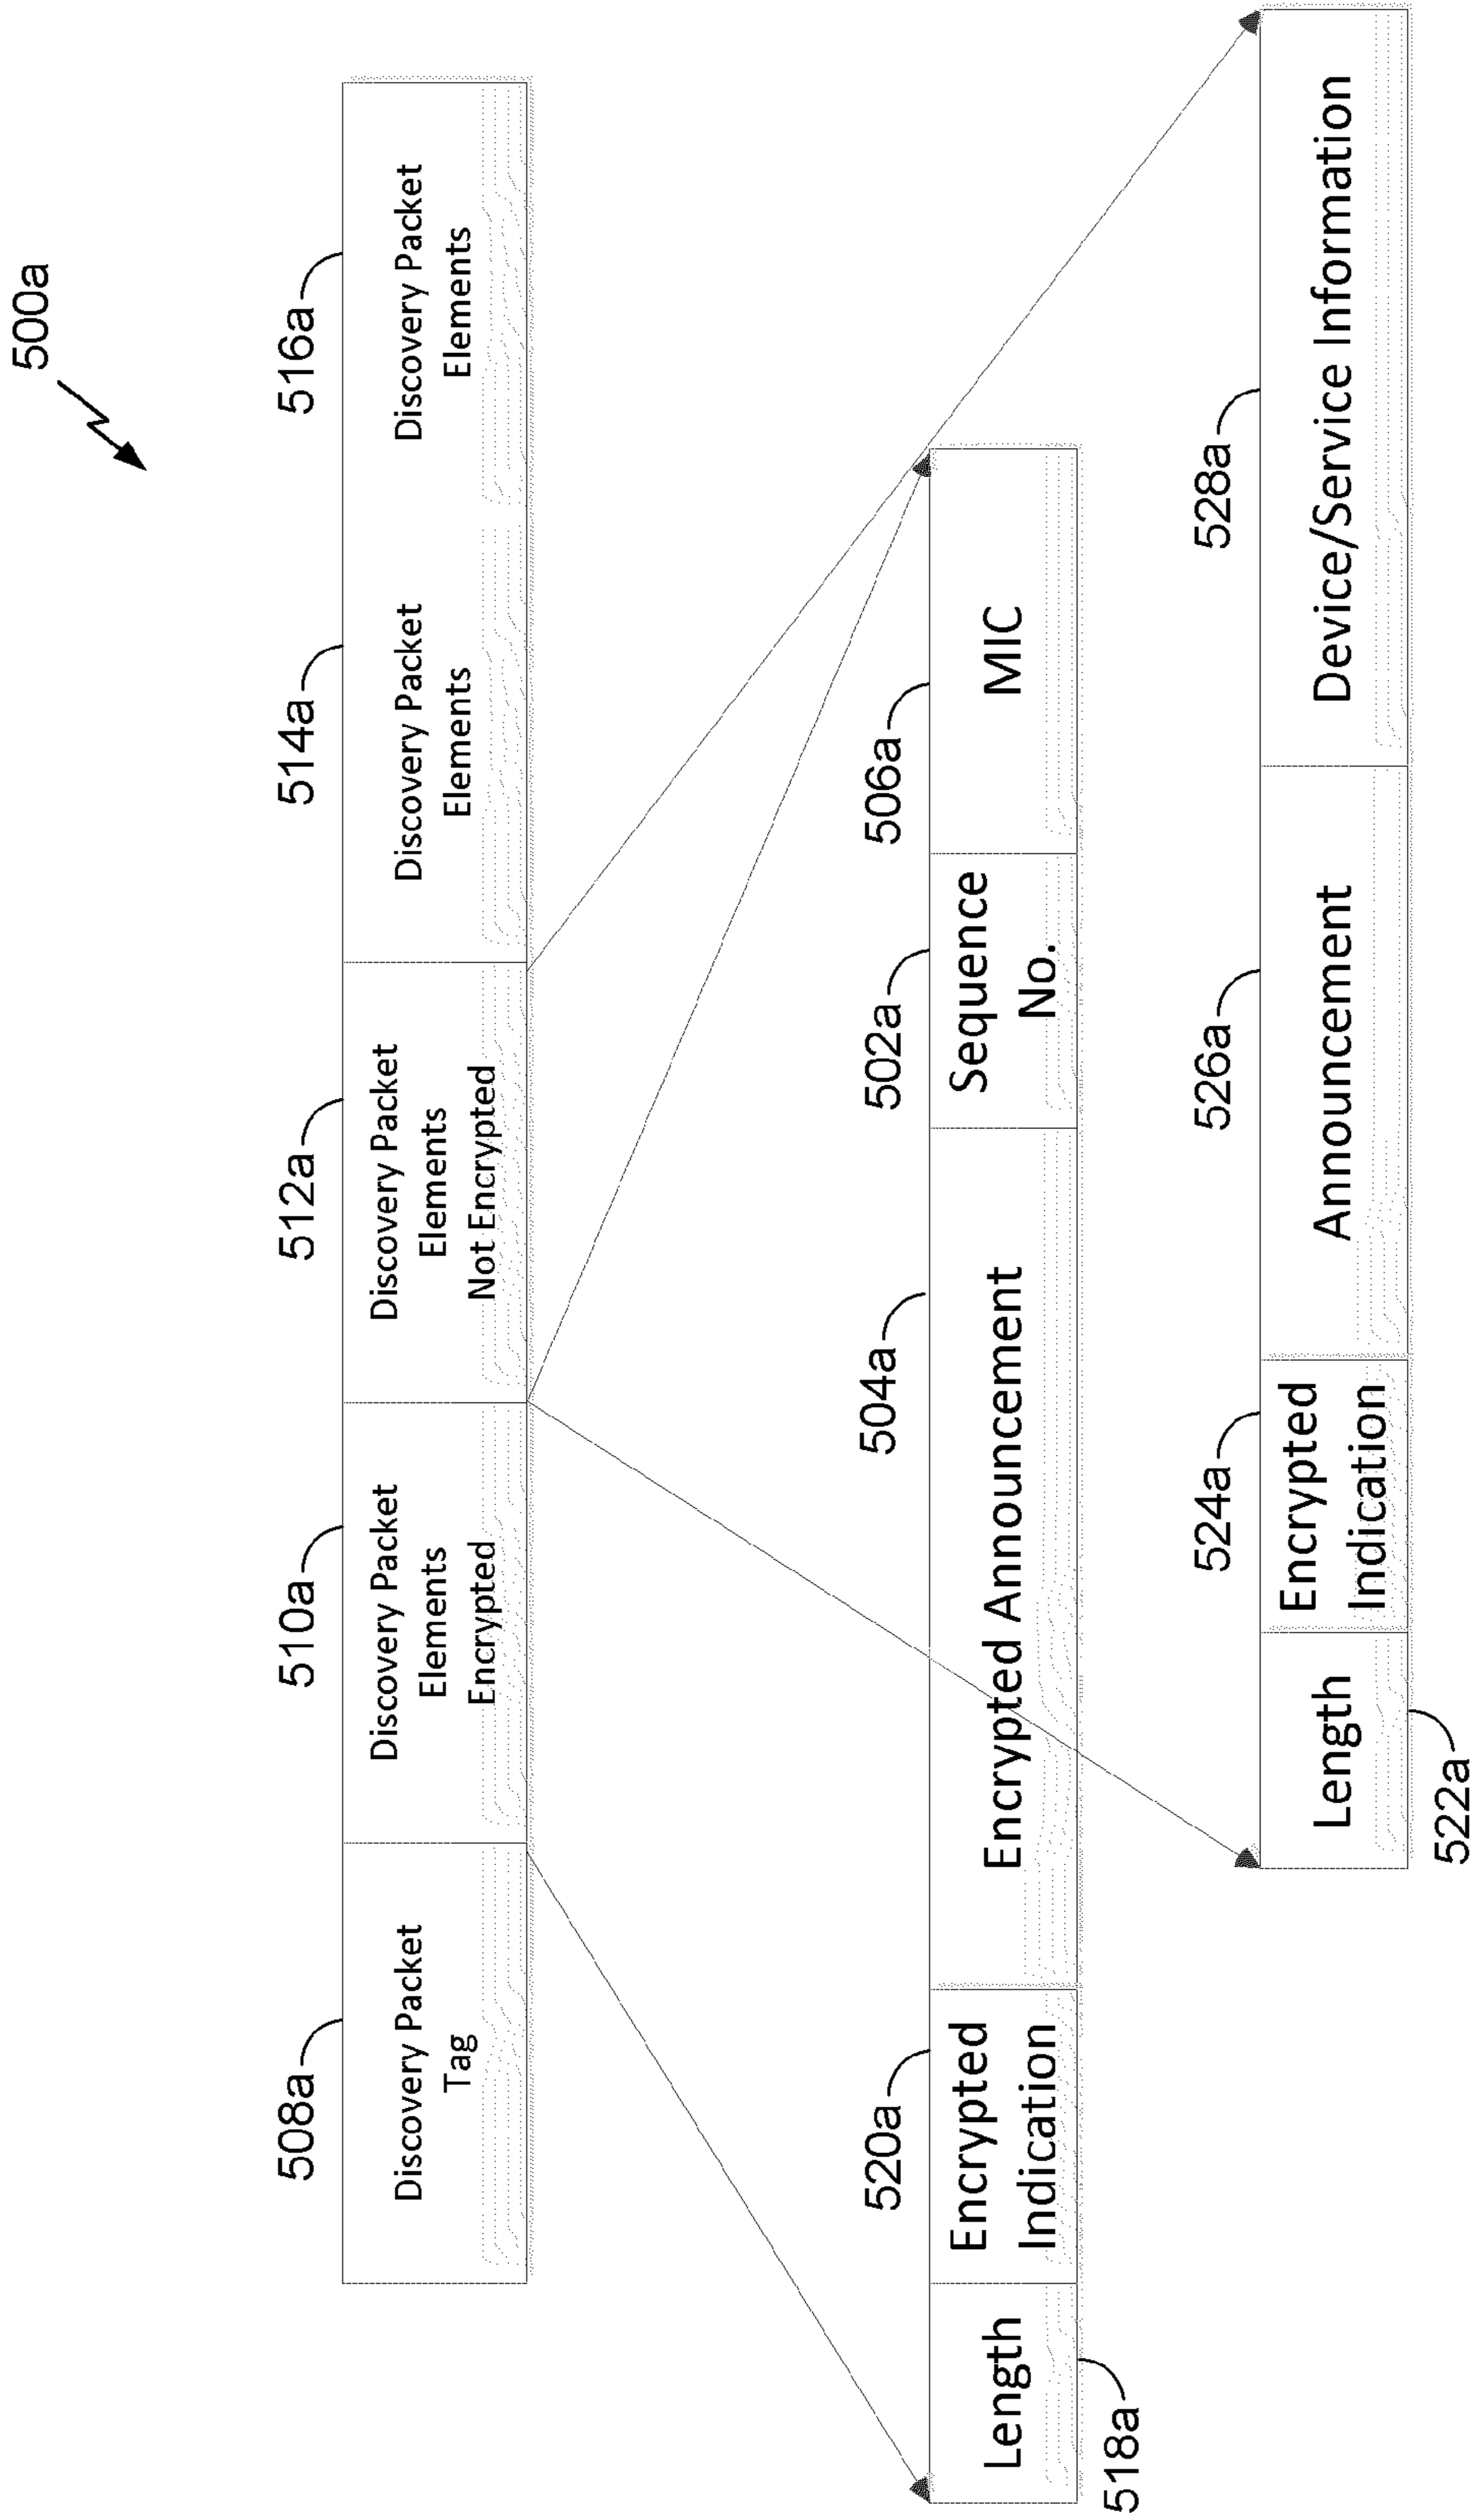 500a
508a
510a
512a
514a
516a
Discovery Packet
Tag
Discovery Packet
Elements
Encrypted
Discovery Packet
Elements
Not Encrypted
Discovery Packet
Elements
Discovery Packet
Elements
520a
504a
502a
506a
Length
Encrypted
Indication
Encrypted Announcement
Sequence
No.
MIC
518a
524a
526a
528a
Length
Encrypted
Indication
Announcement
Device/Service Information
522a